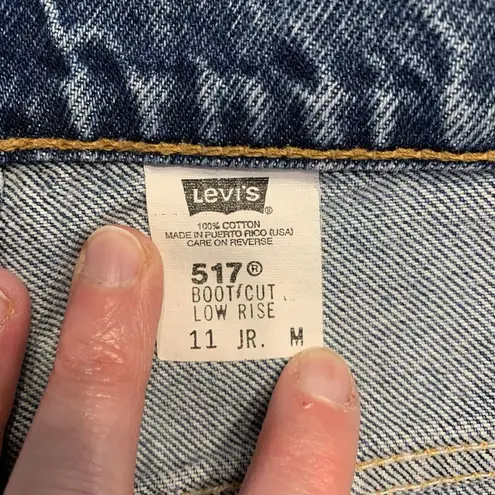 Levi's ®
100% COTTON
MADE IN PUERTO RICO (USA)
CARE ON REVERSE
517®
BOOT/CUT
LOW RISE
11 JR. M